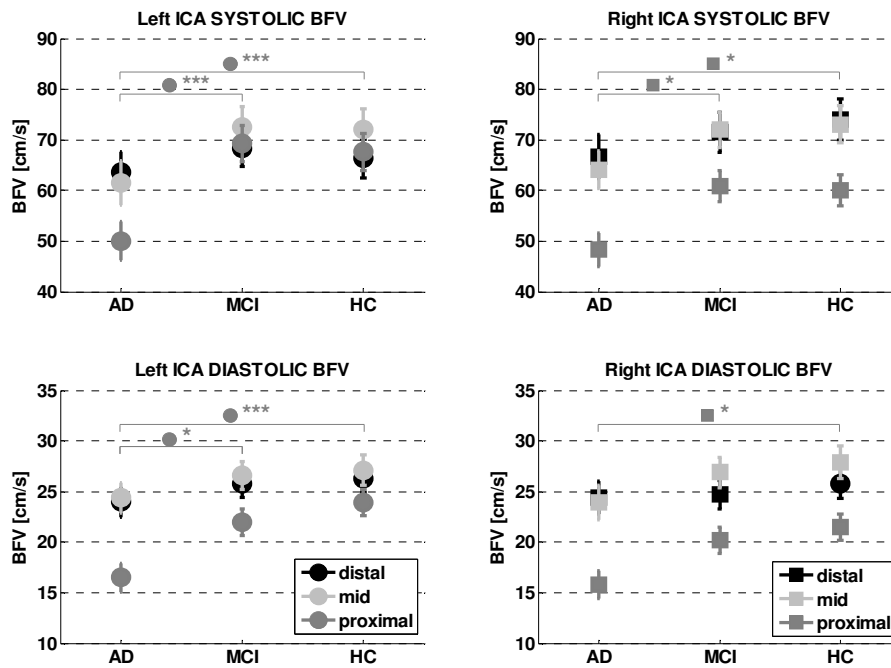 Left ICA SYSTOLIC BFV
BFV [cm/s]
90
80
70
60
50
40
***
***
AD MCI HC
Right ICA SYSTOLIC BFV
BFV [cm/s]
90
80
70
60
50
40
*
*
AD MCI HC
Left ICA DIASTOLIC BFV
BFV [cm/s]
35
30
25
20
15
10
***
*
distal
mid
proximal
AD MCI HC
Right ICA DIASTOLIC BFV
BFV [cm/s]
35
30
25
20
15
10
*
distal
mid
proximal
AD MCI HC